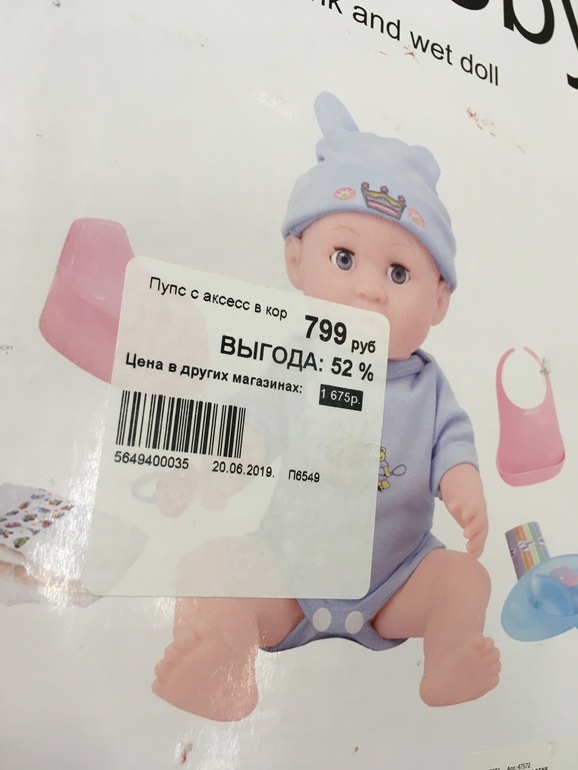 and wet doll
Пупс с аксесс в кор
799 руб
ВЫГОДА: 52 %
Цена в других магазинах:
1 675р.
5649400035 20.06.2019. П6549